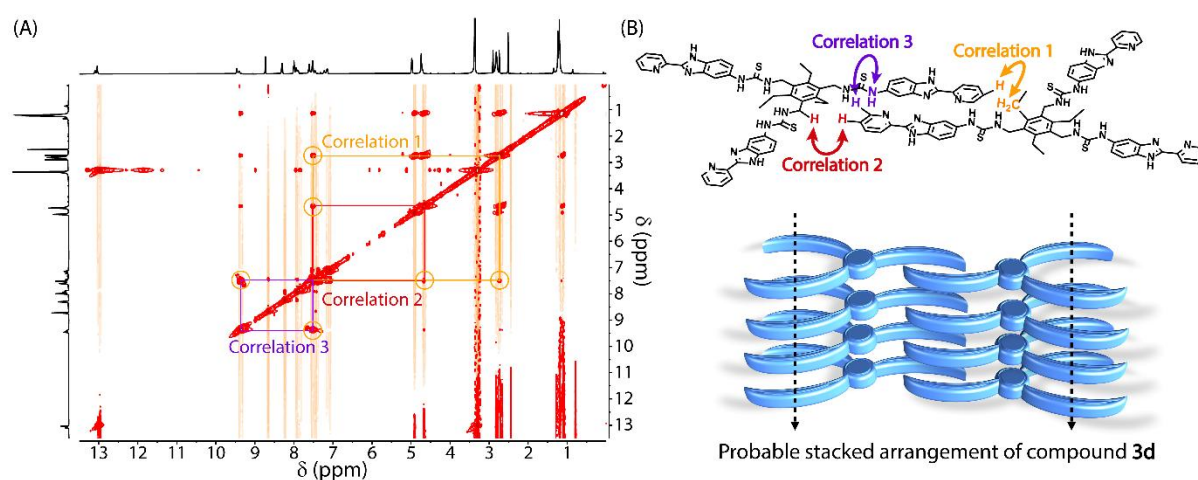 (A)
Correlation 1
Correlation 2
Correlation 3
1
2
3
4
5
6
7
8
9
10
11
12
13
δ (ppm)
13 12 11 10 9 8 7 6 5 4 3 2 1
δ (ppm)
(B)
Correlation 3
Correlation 1
Correlation 2
Probable stacked arrangement of compound 3d